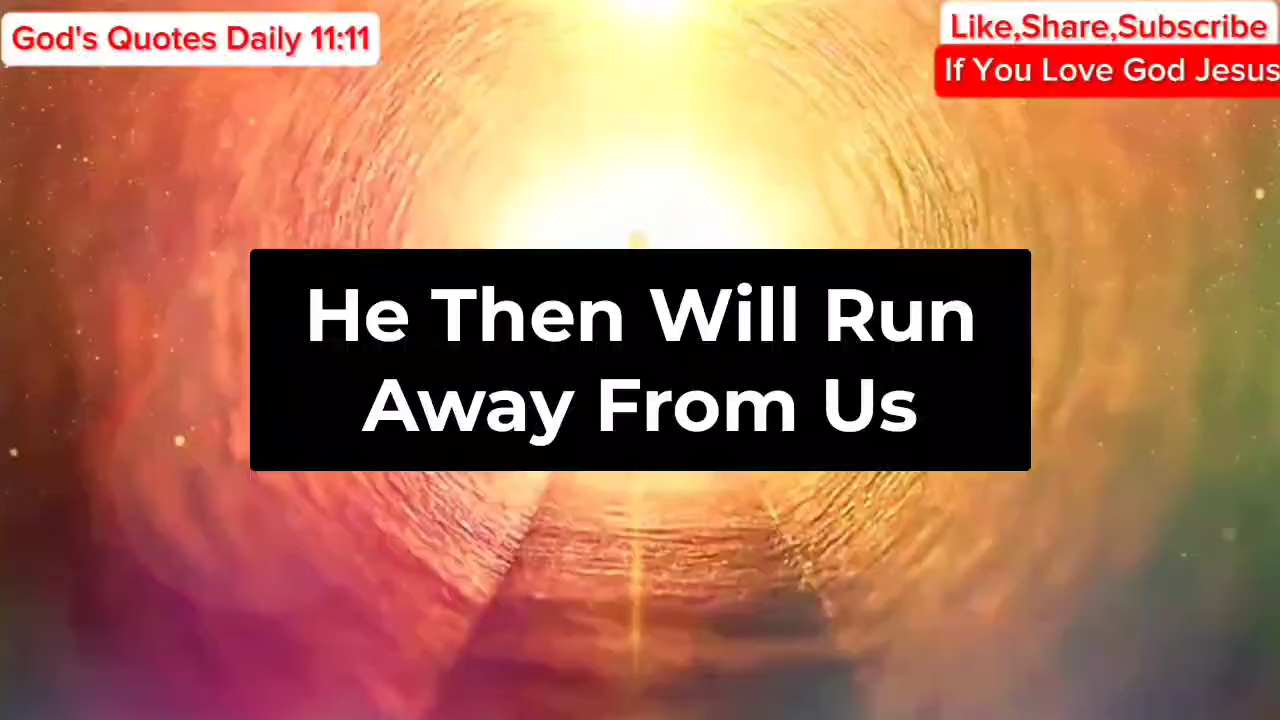 God's Quotes Daily 11:11
Like,Share,Subscribe
If You Love God Jesus
He Then Will Run
Away From Us